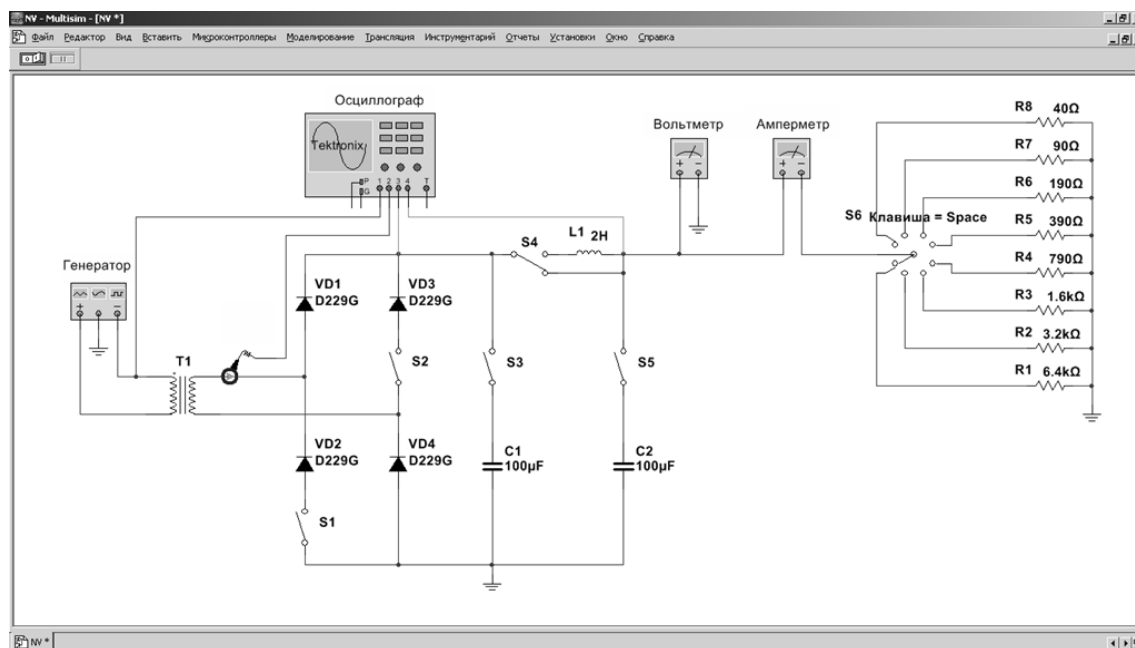 NV - Multisim - [NV *]
Файл Редактор Вид Вставить Микроконтроллеры Моделирование Трансляция Инструментарий Отчеты Установки Окно Справка
Осциллограф
Tektronix
P
G
1 2 3 4 T
Вольтметр
+ −
Амперметр
+ −
R8 40Ω
R7 90Ω
R6 190Ω
S6 Клавиша = Space
R5 390Ω
R4 790Ω
R3 1.6kΩ
R2 3.2kΩ
R1 6.4kΩ
Генератор
+ −
T1
VD1
D229G
VD3
D229G
S4
L1 2H
S2
S3
S5
VD2
D229G
VD4
D229G
C1
100µF
C2
100µF
S1
NV *